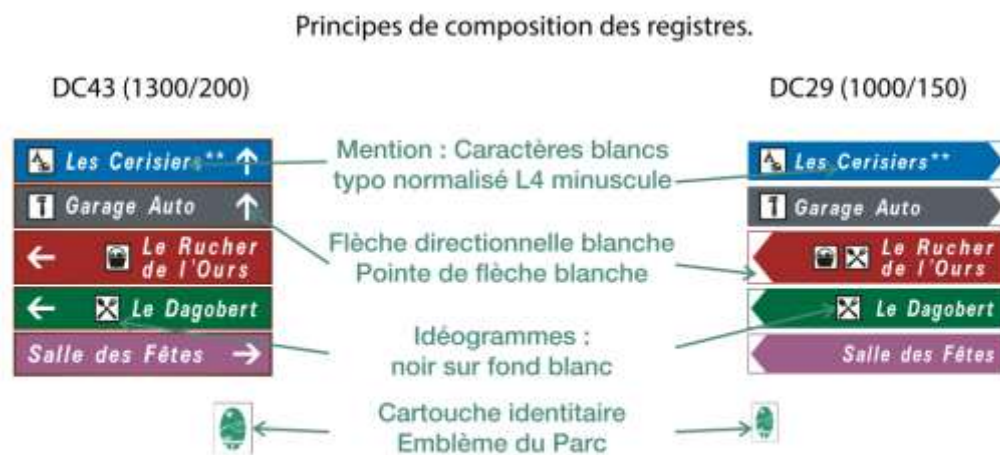 Principes de composition des registres.
DC43 (1300/200)
DC29 (1000/150)
Les Cerisiers**
Garage Auto
Le Rucher
de l'Ours
Le Dagobert
Salle des Fêtes
Mention : Caractères blancs
typo normalisé L4 minuscule
Flèche directionnelle blanche
Pointe de flèche blanche
Idéogrammes :
noir sur fond blanc
Cartouche identitaire
Emblème du Parc
Les Cerisiers**
Garage Auto
Le Rucher
de l'Ours
Le Dagobert
Salle des Fêtes